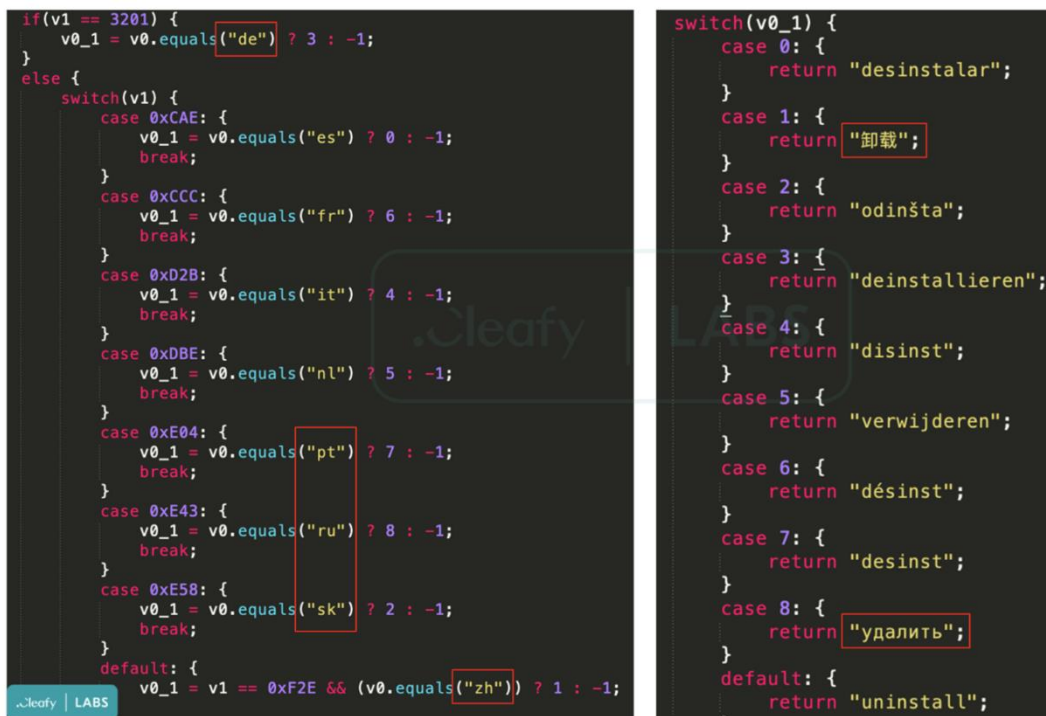 if(v1 == 3201) {
v0_1 = v0.equals("de") ? 3 : -1;
}
else {
switch(v1) {
case 0xCAE: {
v0_1 = v0.equals("es") ? 0 : -1;
break;
}
case 0xCCC: {
v0_1 = v0.equals("fr") ? 6 : -1;
break;
}
case 0xD2B: {
v0_1 = v0.equals("it") ? 4 : -1;
break;
}
case 0xDBE: {
v0_1 = v0.equals("nl") ? 5 : -1;
break;
}
case 0xE04: {
v0_1 = v0.equals("pt") ? 7 : -1;
break;
}
case 0xE43: {
v0_1 = v0.equals("ru") ? 8 : -1;
break;
}
case 0xE58: {
v0_1 = v0.equals("sk") ? 2 : -1;
break;
}
default: {
v0_1 = v1 == 0xF2E && (v0.equals("zh")) ? 1 : -1;
Cleafy | LABS
switch(v0_1) {
case 0: {
return "desinstalar";
}
case 1: {
return "卸载";
}
case 2: {
return "odinšta";
}
case 3: {
return "deinstallieren";
}
case 4: {
return "disinst";
}
case 5: {
return "verwijderen";
}
case 6: {
return "désinst";
}
case 7: {
return "desinst";
}
case 8: {
return "удалить";
}
default: {
return "uninstall";
Cleafy | LABS